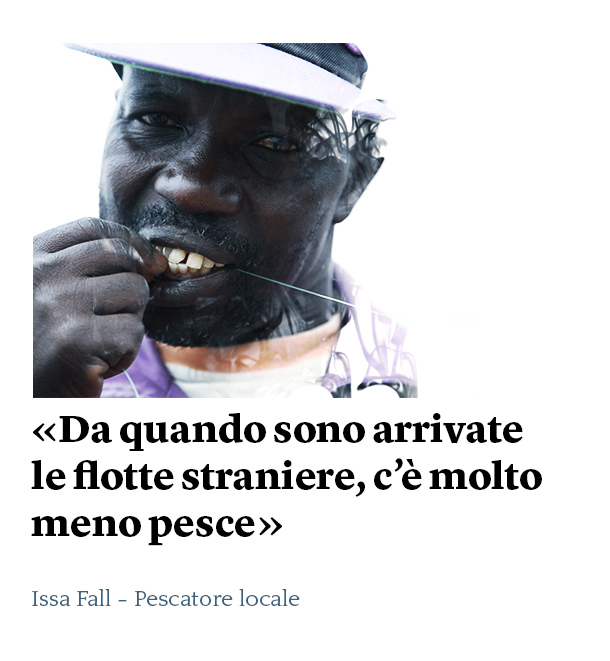 «Da quando sono arrivate
le flotte straniere, c’è molto
meno pesce»
Issa Fall – Pescatore locale